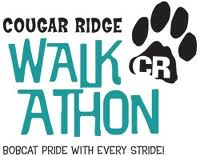 COUGAR RIDGE
WALK
CR
ATHON
BOBCAT PRIDE WITH EVERY STRIDE!